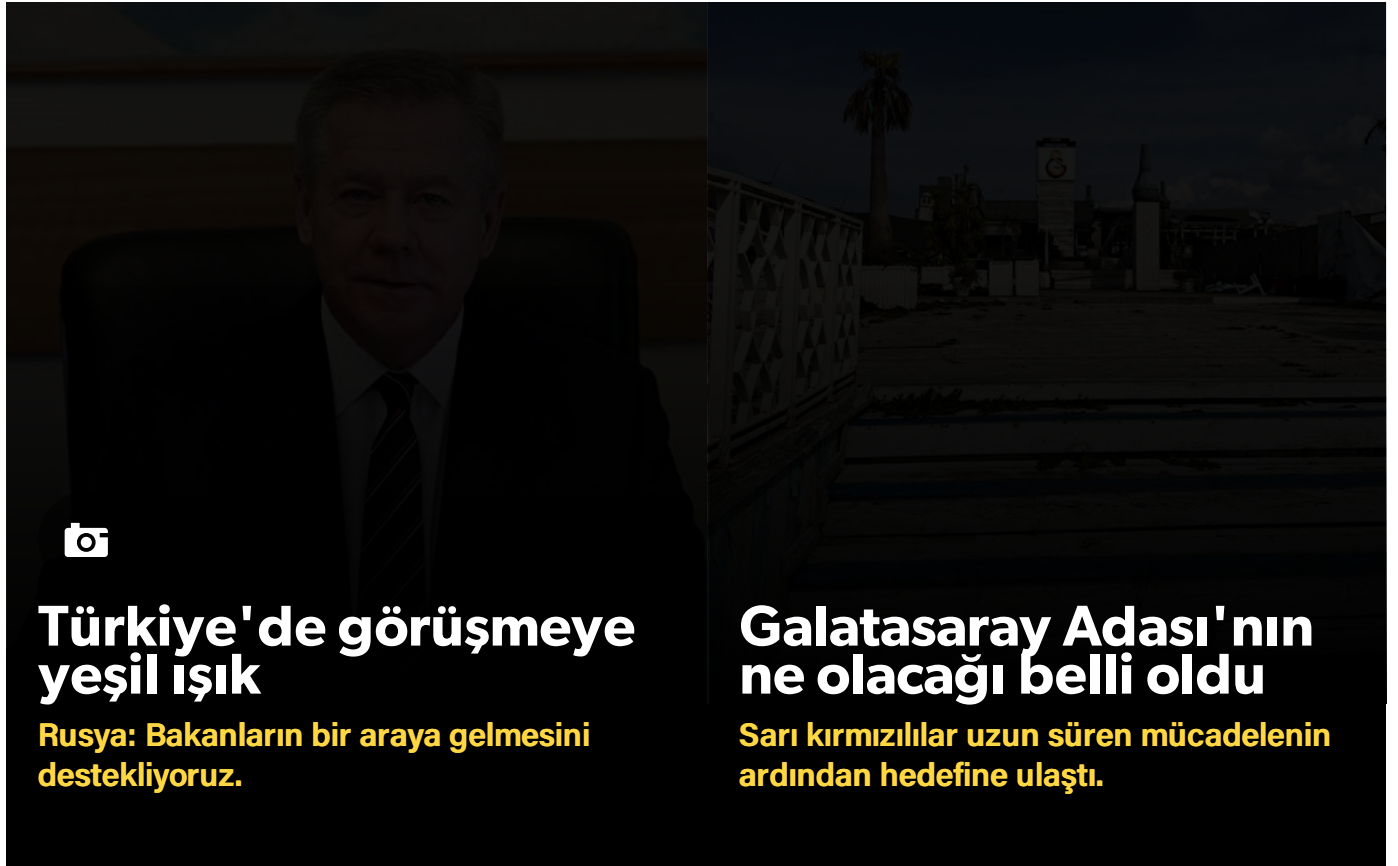 Türkiye'de görüşmeye
yeşil ışık
Rusya: Bakanların bir araya gelmesini
destekliyoruz.
Galatasaray Adası'nın
ne olacağı belli oldu
Sarı kırmızılılar uzun süren mücadelenin
ardından hedefine ulaştı.